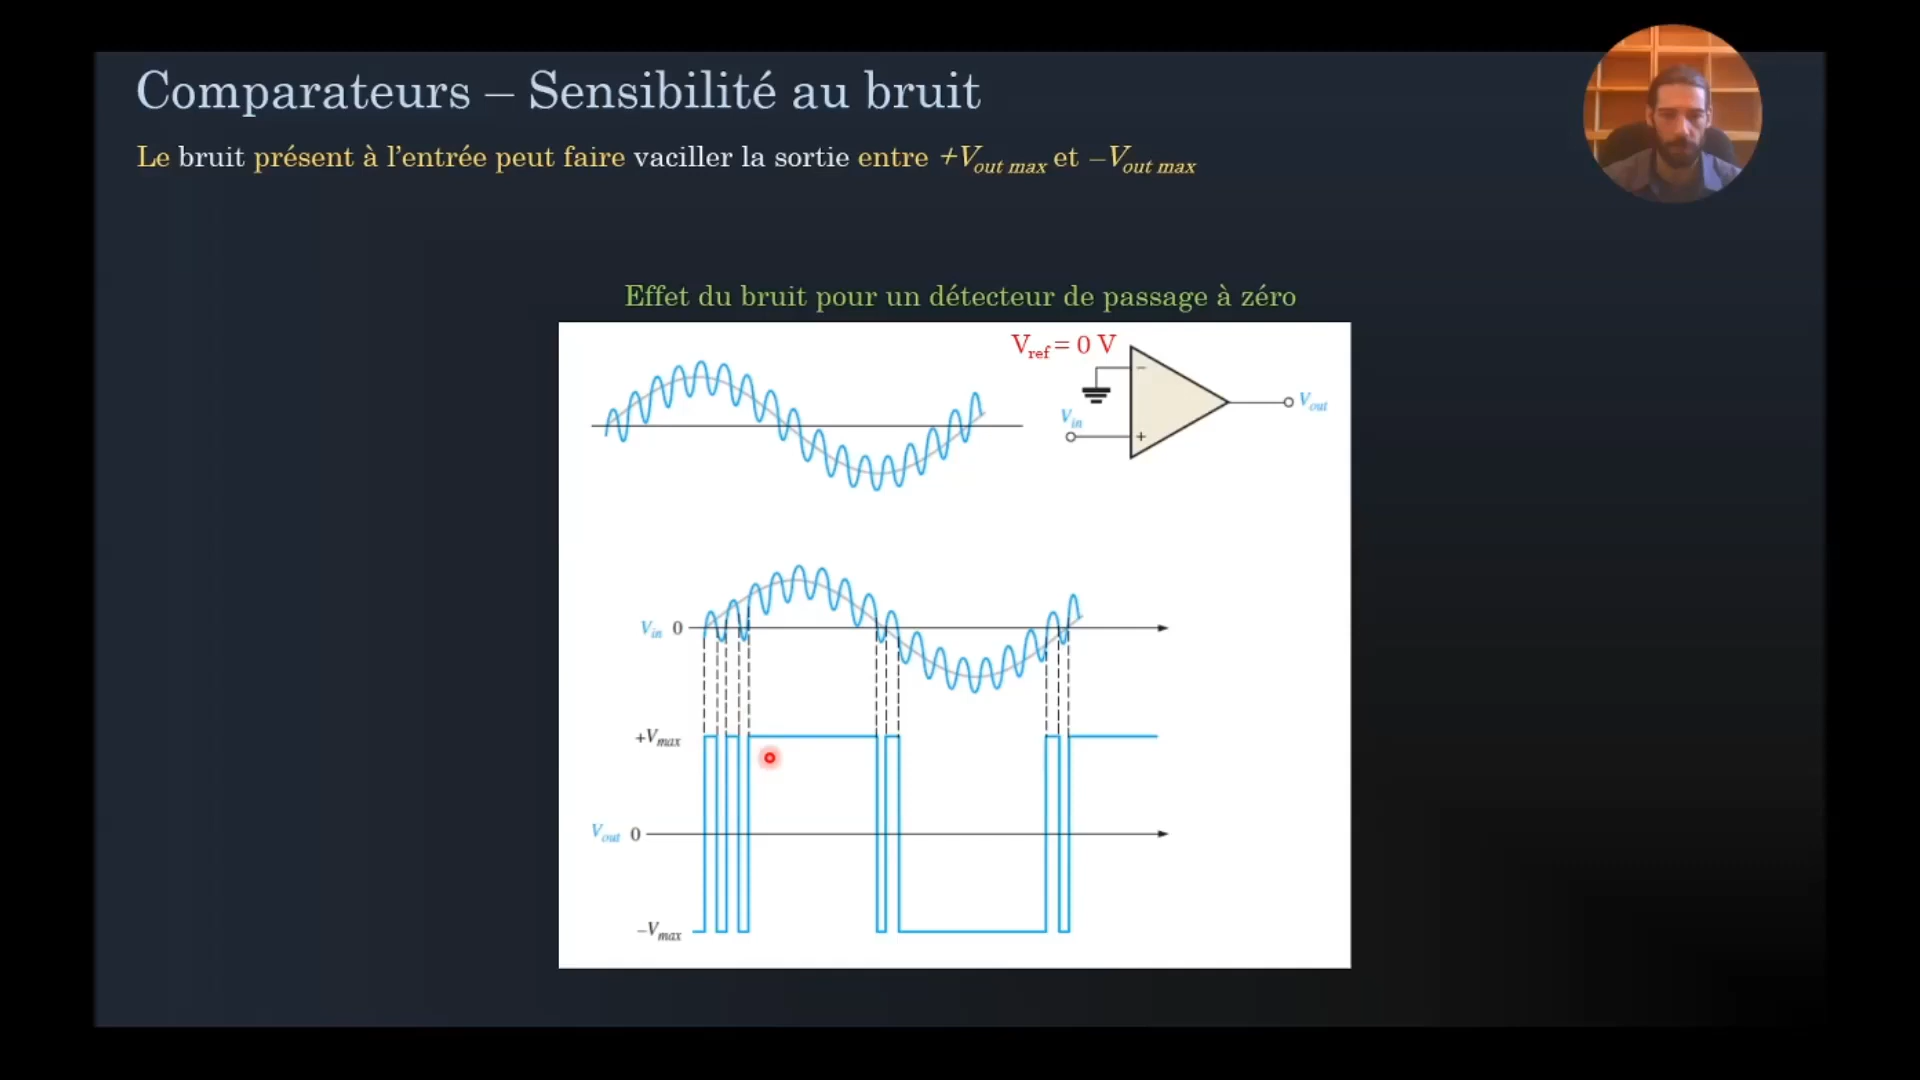 Comparateurs – Sensibilité au bruit
Le bruit présent à l'entrée peut faire vaciller la sortie entre +Vout max et –Vout max
Effet du bruit pour un détecteur de passage à zéro
Vref = 0 V
–
Vin
+
Vout
Vin 0
+Vmax
Vout 0
–Vmax